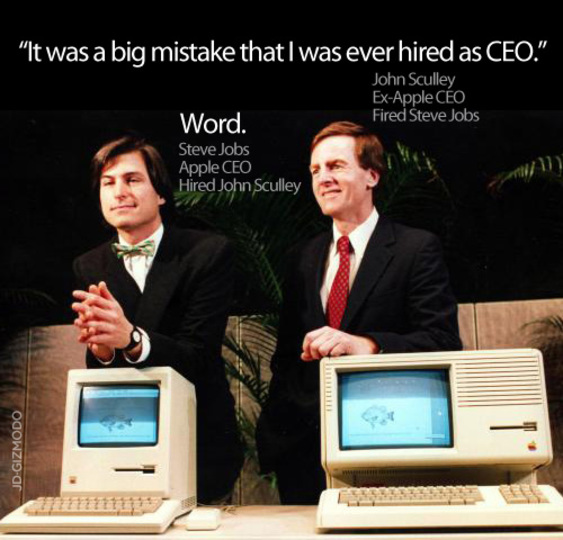 “It was a big mistake that I was ever hired as CEO.”
John Sculley
Ex-Apple CEO
Fired Steve Jobs
Word.
Steve Jobs
Apple CEO
Hired John Sculley
JD-GIZMODO